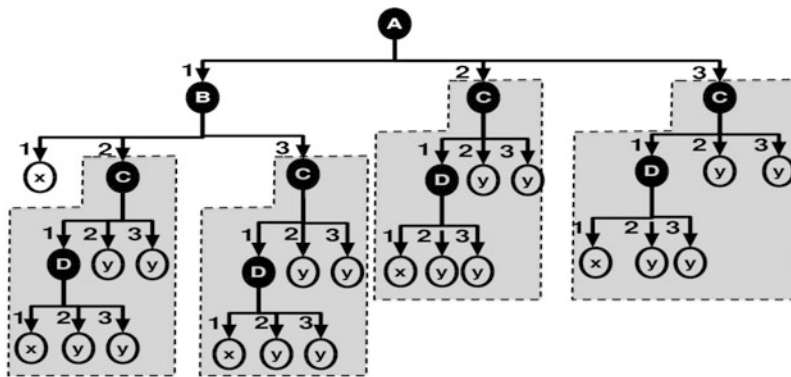 A
1 2 3
B C C
1 2 3 1 2 3 1 2 3
x C C D y y D y y
1 2 3 1 2 3 1 2 3 1 2 3
D y y D y y x y y x y y
1 2 3 1 2 3
x y y x y y